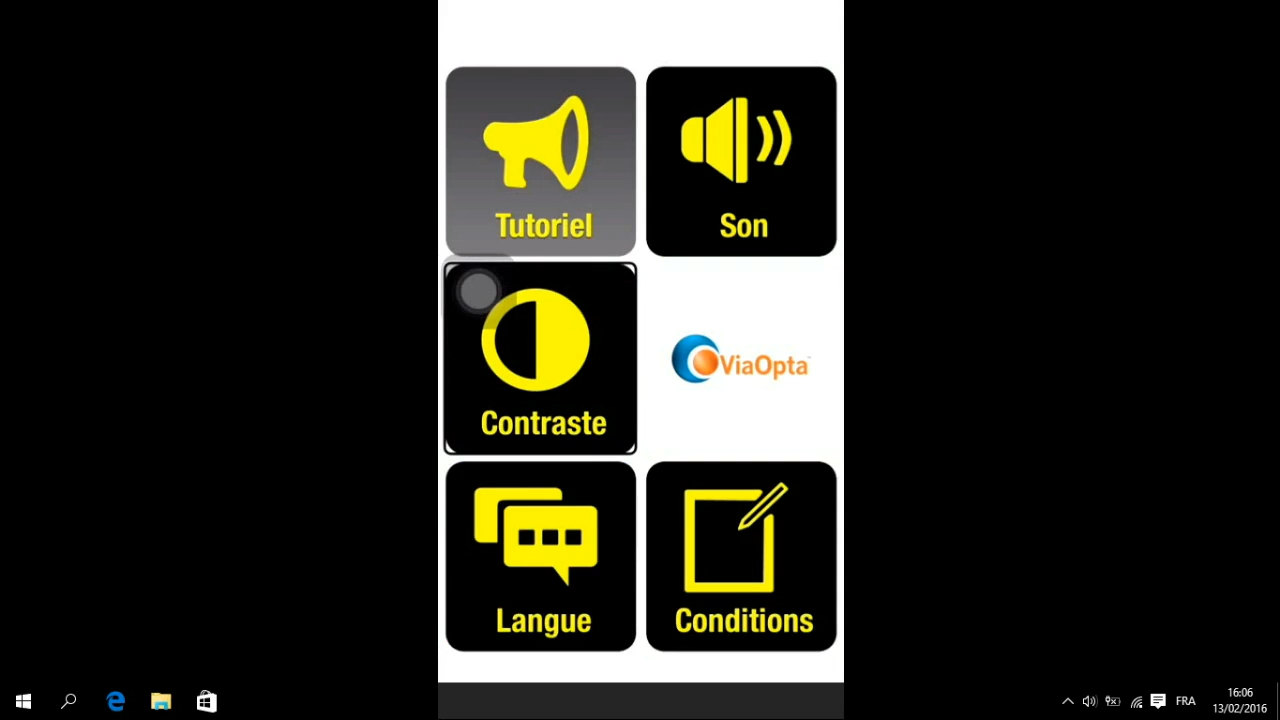 Tutoriel
Son
Contraste
ViaOpta
Langue
Conditions
FRA
16:06
13/02/2016